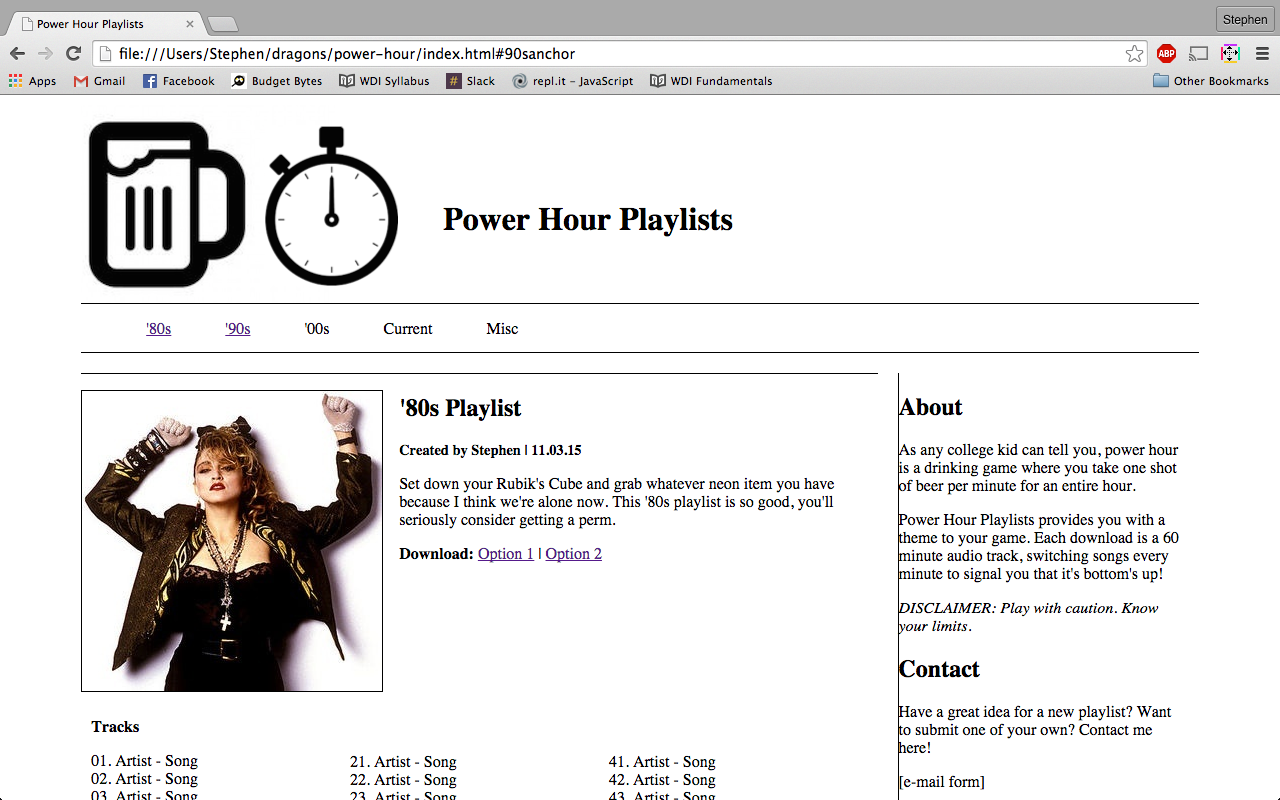 Power Hour Playlists
Stephen
file:///Users/Stephen/dragons/power-hour/index.html#90sanchor
ABP
Apps Gmail Facebook Budget Bytes WDI Syllabus Slack repl.it - JavaScript WDI Fundamentals Other Bookmarks
Power Hour Playlists
'80s '90s '00s Current Misc
'80s Playlist
Created by Stephen | 11.03.15
Set down your Rubik's Cube and grab whatever neon item you have
because I think we're alone now. This '80s playlist is so good, you'll
seriously consider getting a perm.
Download: Option 1 | Option 2
Tracks
01. Artist - Song
02. Artist - Song
03. Artist - Song
21. Artist - Song
22. Artist - Song
23. Artist - Song
41. Artist - Song
42. Artist - Song
43. Artist - Song
About
As any college kid can tell you, power hour
is a drinking game where you take one shot
of beer per minute for an entire hour.
Power Hour Playlists provides you with a
theme to your game. Each download is a 60
minute audio track, switching songs every
minute to signal you that it's bottom's up!
DISCLAIMER: Play with caution. Know
your limits.
Contact
Have a great idea for a new playlist? Want
to submit one of your own? Contact me
here!
[e-mail form]